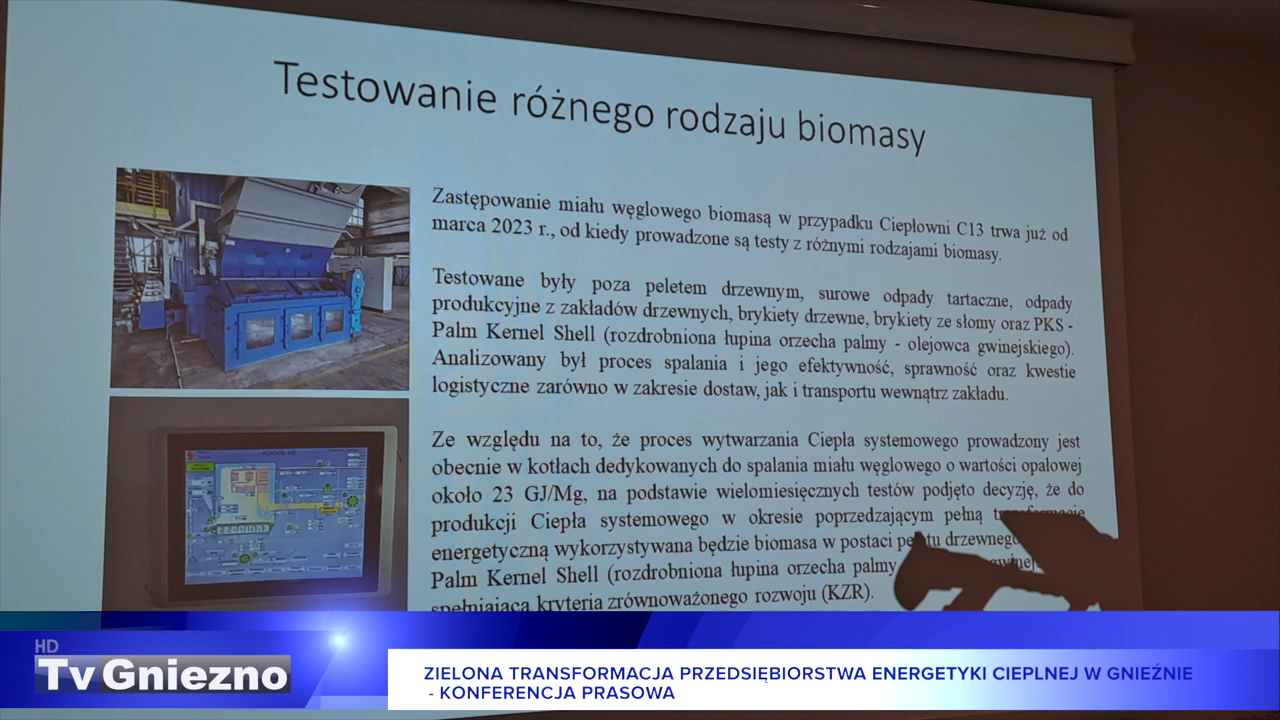 Testowanie różnego rodzaju biomasy
Zastępowanie miału węglowego biomasą w przypadku Ciepłowni C13 trwa już od
marca 2023 r., od kiedy prowadzone są testy z różnymi rodzajami biomasy.
Testowane były poza peletem drzewnym, surowe odpady tartaczne, odpady
produkcyjne z zakładów drzewnych, brykiety drzewne, brykiety ze słomy oraz PKS -
Palm Kernel Shell (rozdrobniona łupina orzecha palmy - olejowca gwinejskiego).
Analizowany był proces spalania i jego efektywność, sprawność oraz kwestie
logistyczne zarówno w zakresie dostaw, jak i transportu wewnątrz zakładu.
Ze względu na to, że proces wytwarzania Ciepła systemowego prowadzony jest
obecnie w kotłach dedykowanych do spalania miału węglowego o wartości opałowej
około 23 GJ/Mg, na podstawie wielomiesięcznych testów podjęto decyzję, że do
produkcji Ciepła systemowego w okresie poprzedzającym pełną
energetyczną wykorzystywana będzie biomasa w postaci
Palm Kernel Shell (rozdrobniona łupina orzecha palmy
spełniająca kryteria zrównoważonego rozwoju (KZR).
HD
Tv Gniezno
ZIELONA TRANSFORMACJA PRZEDSIĘBIORSTWA ENERGETYKI CIEPLNEJ W GNIEŹNIE
- KONFERENCJA PRASOWA